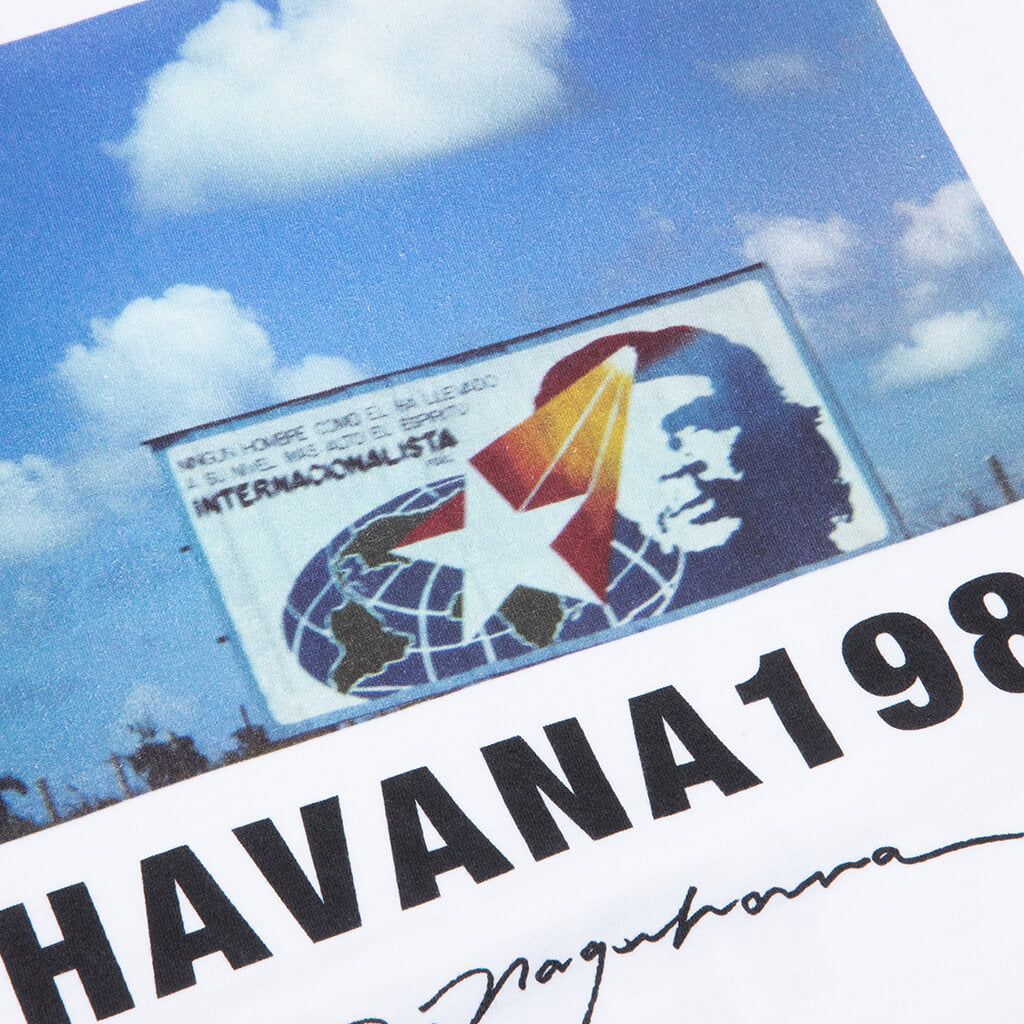 NINGUN HOMBRE COMO EL HA LLEVADO
A SU NIVEL MAS ALTO EL ESPIRITU
INTERNACIONALISTA
HAVANA198